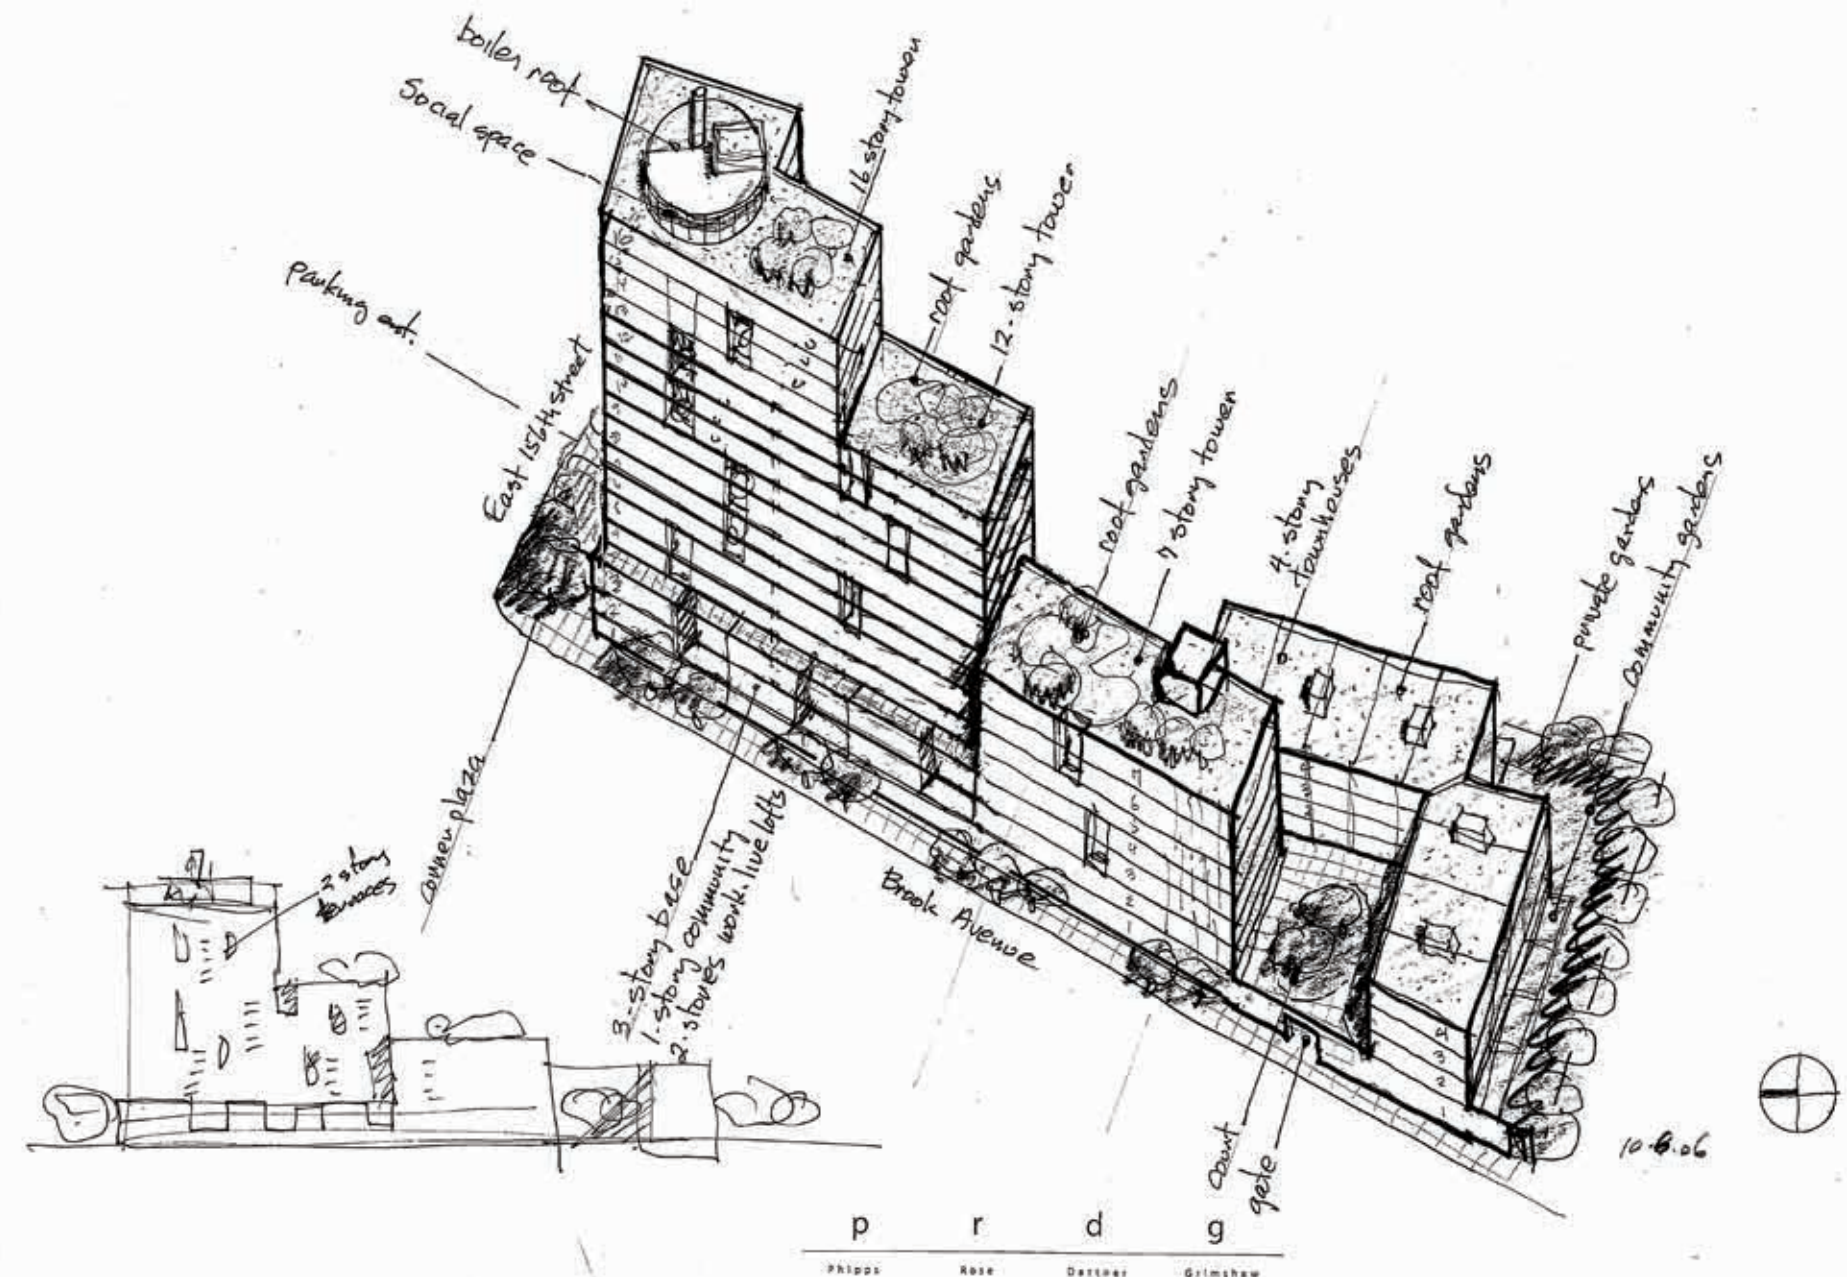 boiler roof
Social space
parking ent.
East 156th street
16 story tower
roof gardens
12-story tower
roof gardens
7 story tower
4-story
townhouses
roof gardens
private gardens
community gardens
corner plaza
3-story base
1-story community
2-stories work-live lofts
Brook Avenue
2 story
terraces
court
gate
10.6.06
p r d g
Phipps Rose Dattner Grimshaw